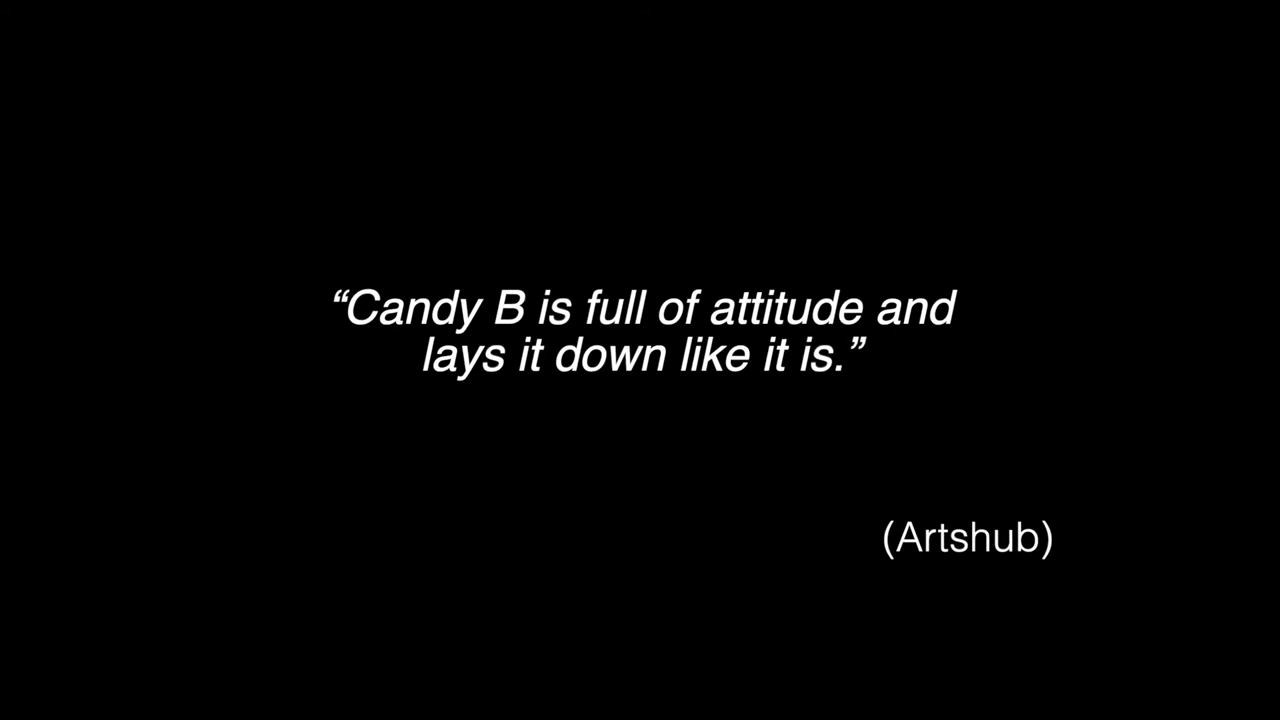 “Candy B is full of attitude and
lays it down like it is.”
(Artshub)